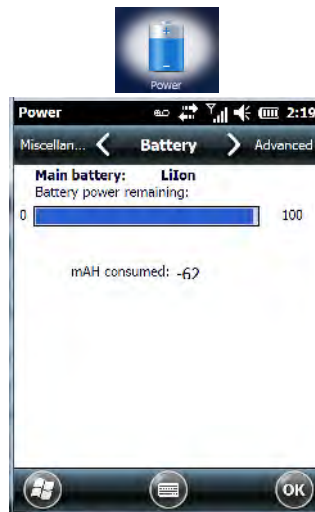 Power
Power 2:19
Miscellan... Battery Advanced
Main battery: LiIon
Battery power remaining:
0 100
mAH consumed: -62
OK